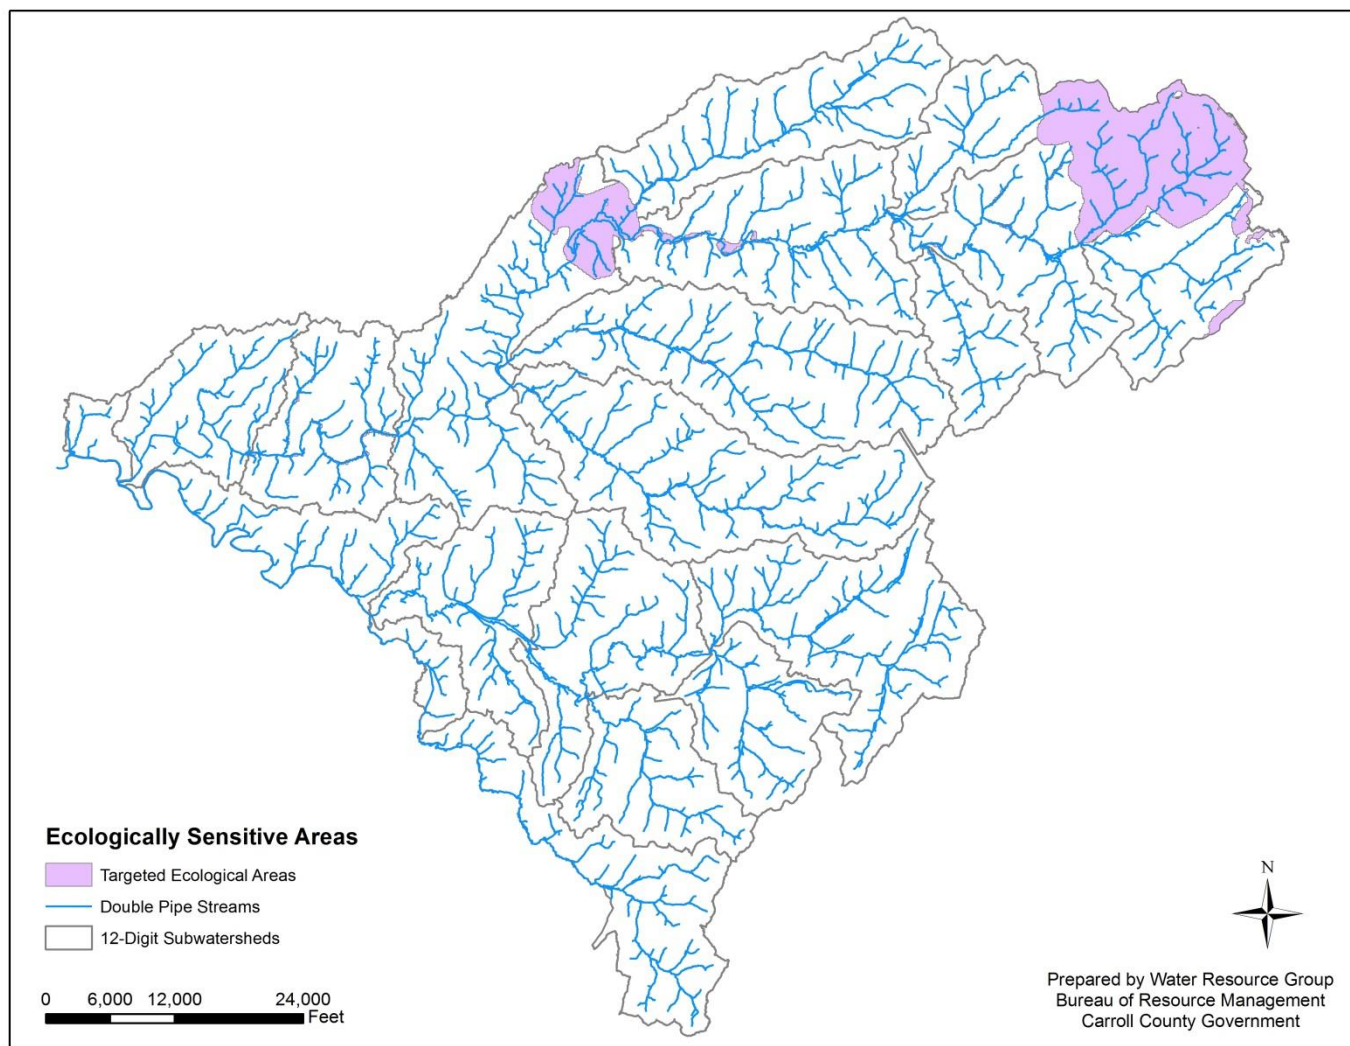 Ecologically Sensitive Areas
Targeted Ecological Areas
Double Pipe Streams
12-Digit Subwatersheds
0 6,000 12,000 24,000
Feet
N
Prepared by Water Resource Group
Bureau of Resource Management
Carroll County Government